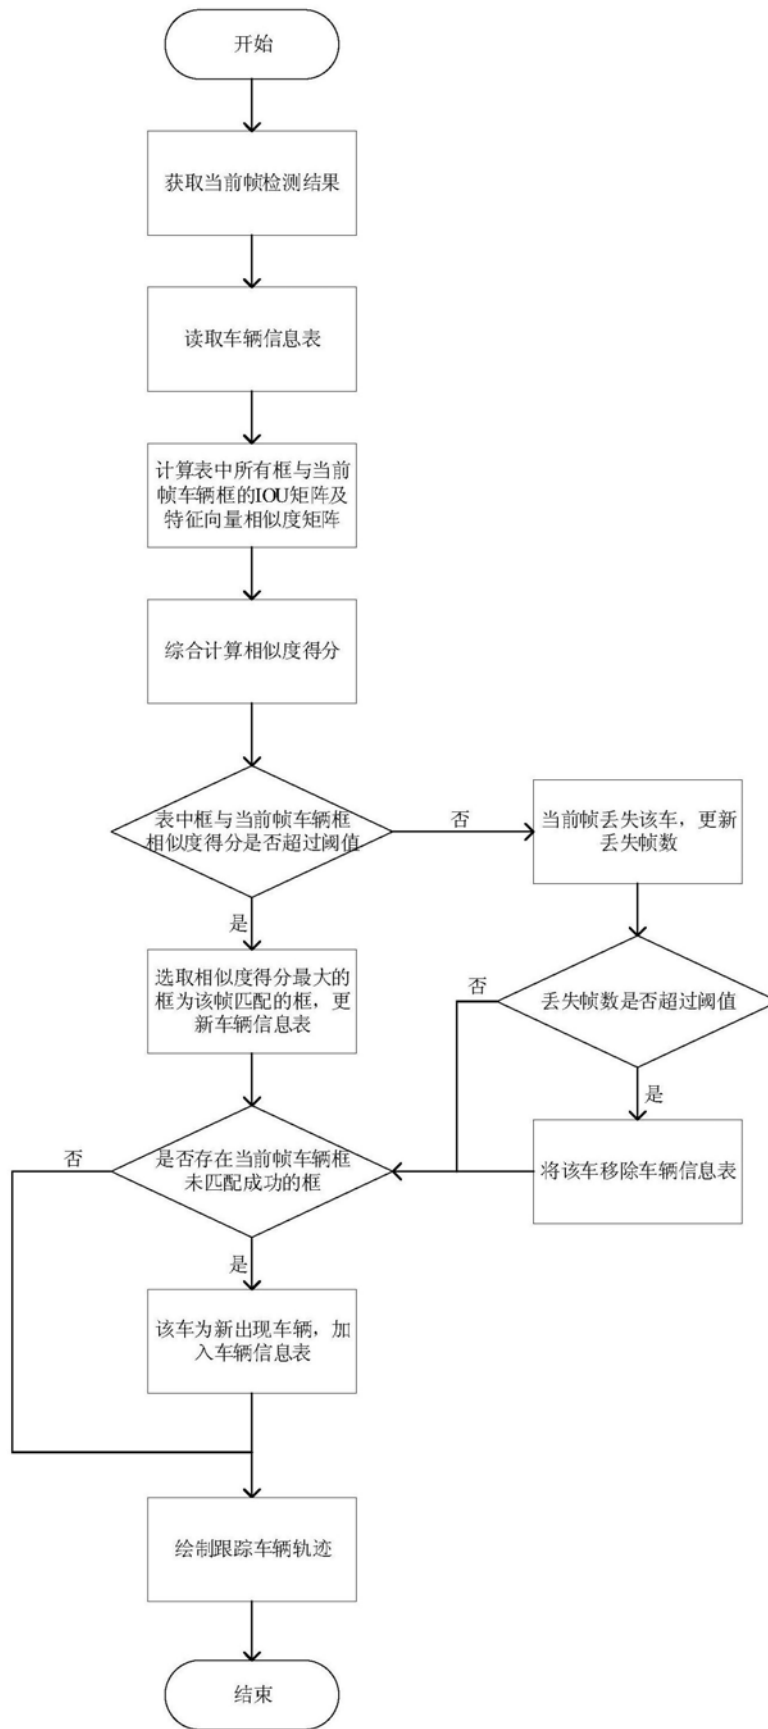 开始
获取当前帧检测结果
读取车辆信息表
计算表中所有框与当前
帧车辆框的IOU矩阵及
特征向量相似度矩阵
综合计算相似度得分
表中框与当前帧车辆框
相似度得分是否超过阈值
否
当前帧丢失该车，更新
丢失帧数
是
选取相似度得分最大的
框为该帧匹配的框，更
新车辆信息表
否
丢失帧数是否超过阈值
是
将该车移除车辆信息表
否
是否存在当前帧车辆框
未匹配成功的框
是
该车为新出现车辆，加
入车辆信息表
绘制跟踪车辆轨迹
结束